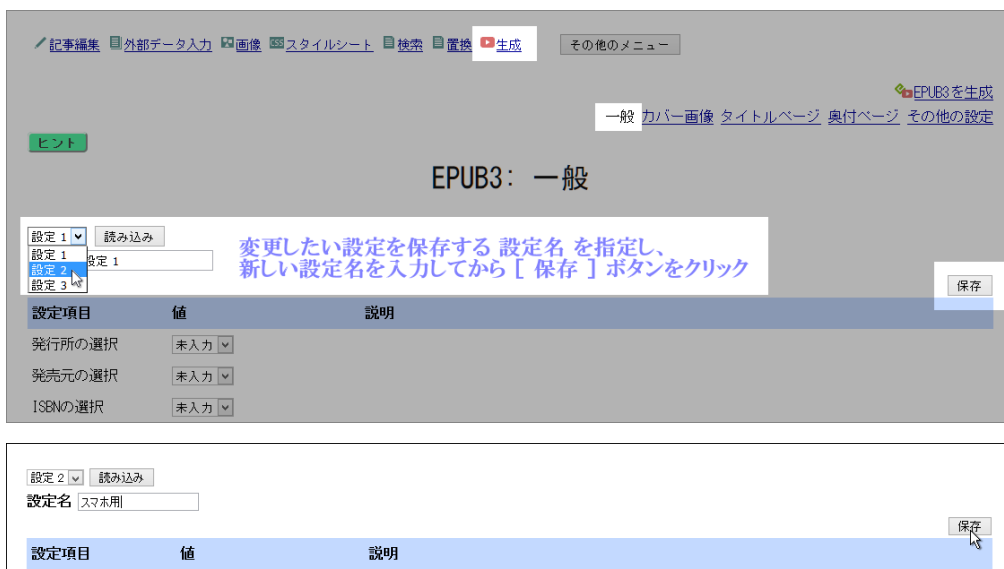 記事編集 外部データ入力 画像 スタイルシート 検索 置換 生成 その他のメニュー
EPUB3を生成
一般 カバー画像 タイトルページ 奥付ページ その他の設定
ヒント
EPUB3: 一般
設定 1 読み込み
設定 1 設定 1
設定 2
設定 3
変更したい設定を保存する 設定名 を指定し、
新しい設定名を入力してから [ 保存 ] ボタンをクリック
保存
設定項目 値 説明
発行所の選択 未入力
発売元の選択 未入力
ISBNの選択 未入力
設定 2 読み込み
設定名 スマホ用
保存
設定項目 値 説明